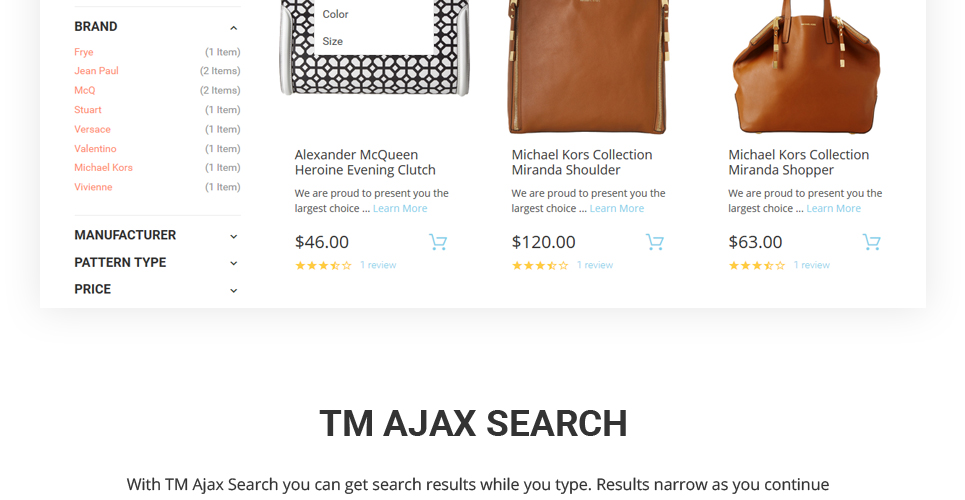 Color
Size
BRAND
Frye (1 Item)
Jean Paul (2 Items)
McQ (2 Items)
Stuart (1 Item)
Versace (1 Item)
Valentino (1 Item)
Michael Kors (1 Item)
Vivienne (1 Item)
MANUFACTURER
PATTERN TYPE
PRICE
Alexander McQueen
Heroine Evening Clutch
We are proud to present you the
largest choice ... Learn More
$46.00
1 review
Michael Kors Collection
Miranda Shoulder
We are proud to present you the
largest choice ... Learn More
$120.00
1 review
Michael Kors Collection
Miranda Shopper
We are proud to present you the
largest choice ... Learn More
$63.00
1 review
TM AJAX SEARCH
With TM Ajax Search you can get search results while you type. Results narrow as you continue